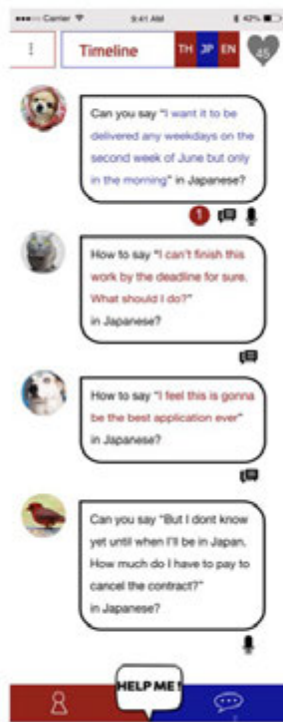 Carrier
9:41 AM
42%
Timeline
TH JP EN
45
Can you say "I want it to be
delivered any weekdays on the
second week of June but only
in the morning" in Japanese?
1
How to say "I can't finish this
work by the deadline for sure.
What should I do?"
in Japanese?
How to say "I feel this is gonna
be the best application ever"
in Japanese?
Can you say "But I dont know
yet until when I'll be in Japan.
How much do I have to pay to
cancel the contract?"
in Japanese?
HELP ME !